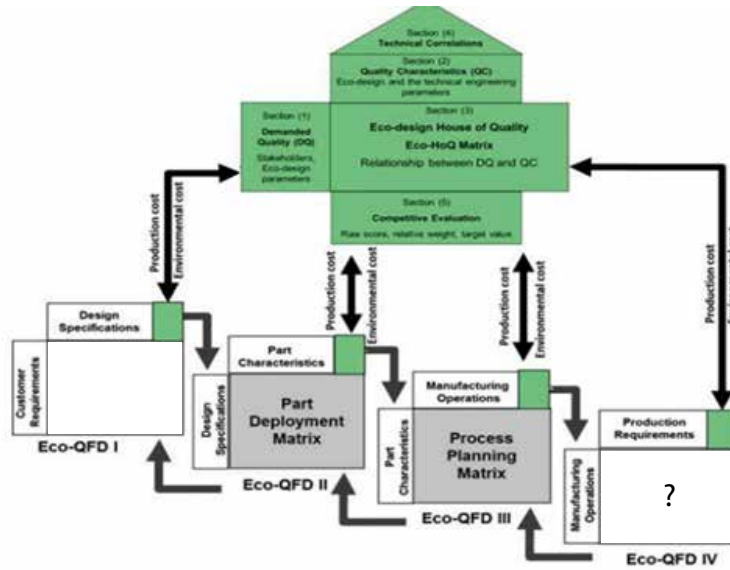 Section (4)
Technical Correlations
Section (2)
Quality Characteristics (QC)
Eco-design and the technical engineering
parameters
Section (1)
Demanded
Quality (DQ)
Stakeholders,
Eco-design
parameters
Section (3)
Eco-design House of Quality
Eco-HoQ Matrix
Relationship between DQ and QC
Section (5)
Competitive Evaluation
Raw score, relative weight, target value
Production cost
Environmental cost
Production cost
Environmental cost
Production cost
Environmental cost
Production cost
Design
Specifications
Customer
Requirements
Eco-QFD I
Part
Characteristics
Design
Specifications
Part
Deployment
Matrix
Eco-QFD II
Manufacturing
Operations
Part
Characteristics
Process
Planning
Matrix
Eco-QFD III
Production
Requirements
Manufacturing
Operations
?
Eco-QFD IV